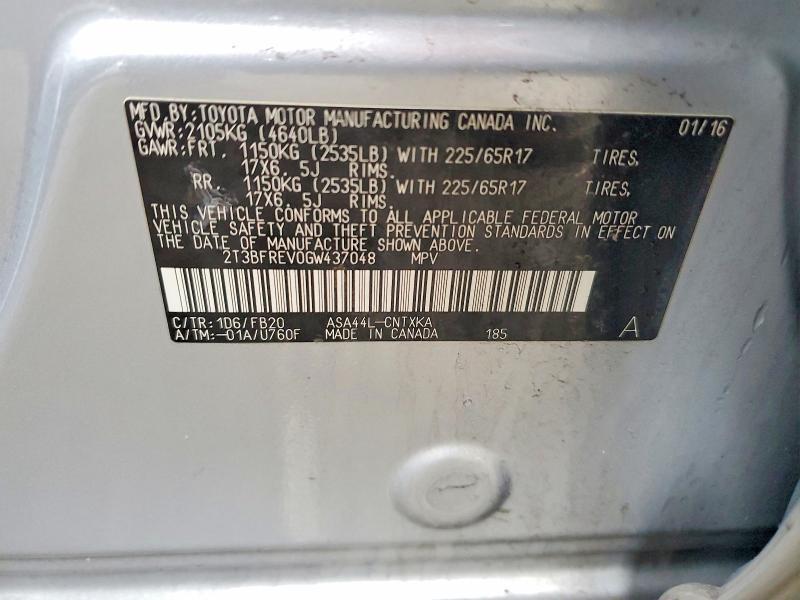 MFD. BY: TOYOTA MOTOR MANUFACTURING CANADA INC. 01/16
GVWR: 2105KG (4640LB)
GAWR: FRT. 1150KG (2535LB) WITH 225/65R17 TIRES,
17X6. 5J RIMS.
RR. 1150KG (2535LB) WITH 225/65R17 TIRES,
17X6. 5J RIMS.
THIS VEHICLE CONFORMS TO ALL APPLICABLE FEDERAL MOTOR
VEHICLE SAFETY AND THEFT PREVENTION STANDARDS IN EFFECT ON
THE DATE OF MANUFACTURE SHOWN ABOVE.
2T3BFREV0GW437048 MPV
C/TR: 1D6/FB20 ASA44L-CNTXKA
A/TM: -01A/U760F MADE IN CANADA 185 A